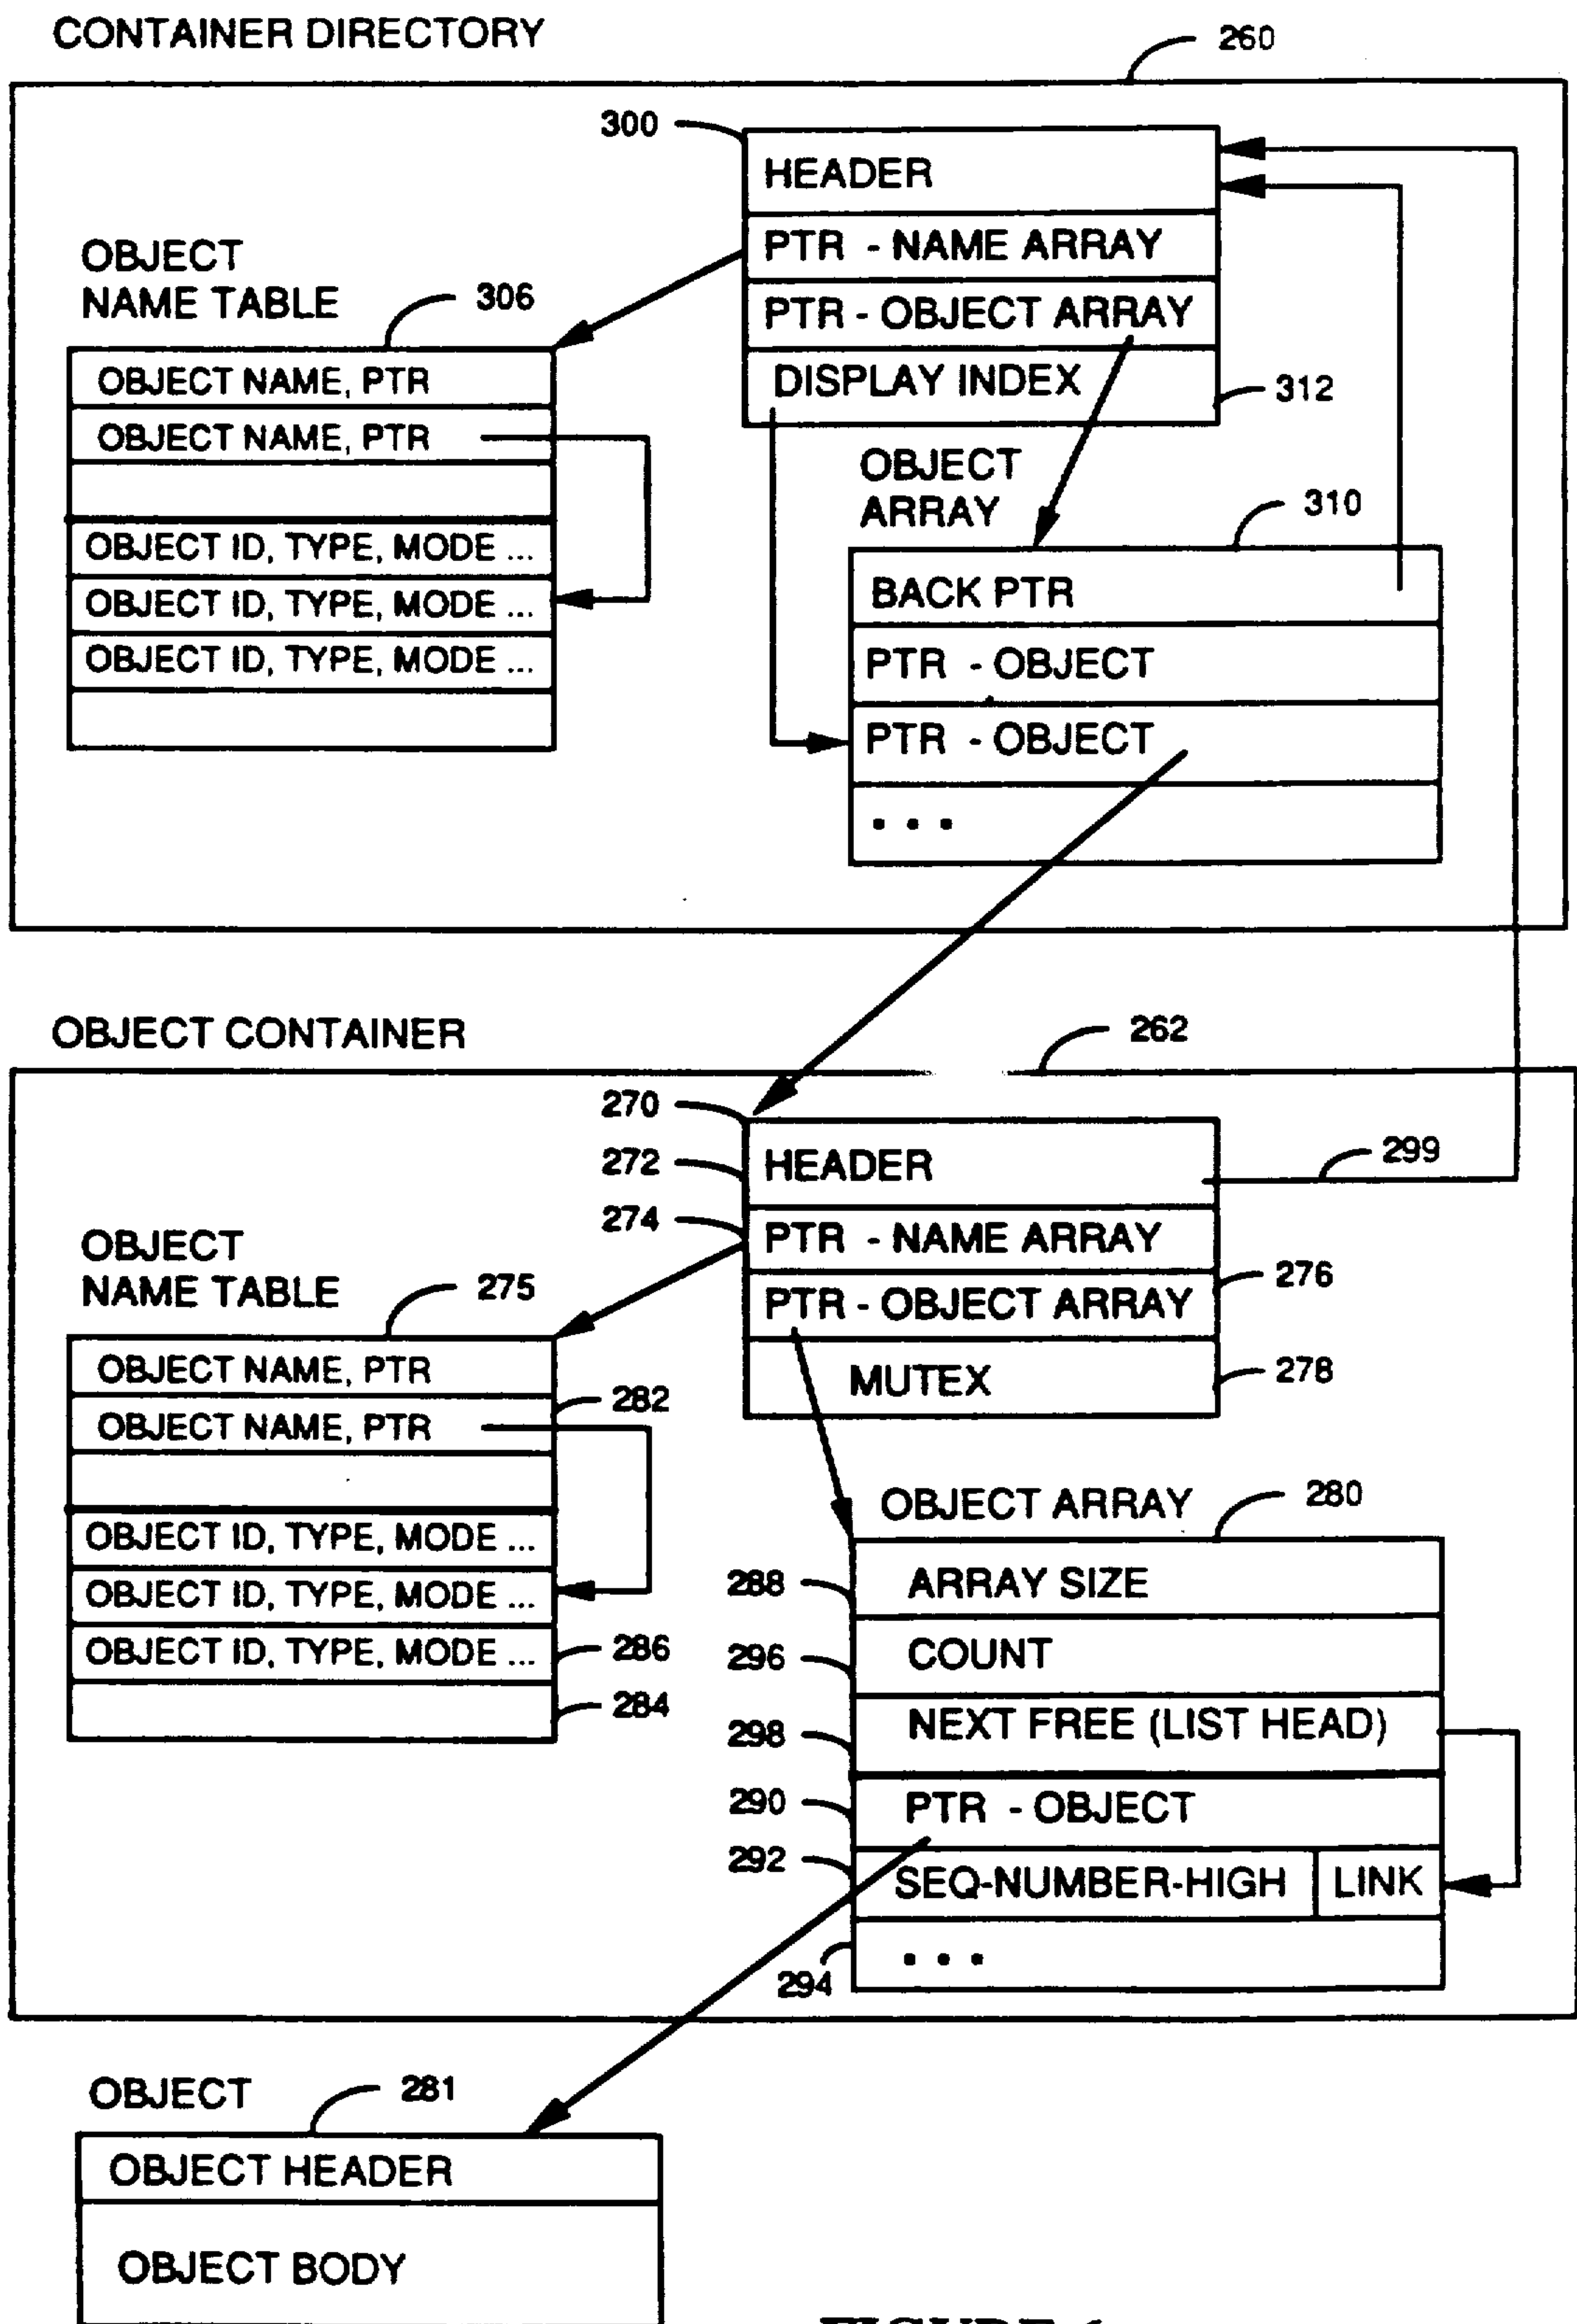 CONTAINER DIRECTORY
260
300
HEADER
PTR - NAME ARRAY
PTR - OBJECT ARRAY
DISPLAY INDEX
312
OBJECT
NAME TABLE
306
OBJECT NAME, PTR
OBJECT NAME, PTR
OBJECT ID, TYPE, MODE ...
OBJECT ID, TYPE, MODE ...
OBJECT ID, TYPE, MODE ...
OBJECT
ARRAY
310
BACK PTR
PTR - OBJECT
PTR - OBJECT
. . .
OBJECT CONTAINER
262
270
272
HEADER
299
274
PTR - NAME ARRAY
PTR - OBJECT ARRAY
276
MUTEX
278
OBJECT
NAME TABLE
275
OBJECT NAME, PTR
282
OBJECT NAME, PTR
OBJECT ID, TYPE, MODE ...
OBJECT ID, TYPE, MODE ...
OBJECT ID, TYPE, MODE ...
286
284
OBJECT ARRAY
280
288
ARRAY SIZE
296
COUNT
298
NEXT FREE (LIST HEAD)
290
PTR - OBJECT
292
SEQ-NUMBER-HIGH LINK
294
. . .
OBJECT
281
OBJECT HEADER
OBJECT BODY